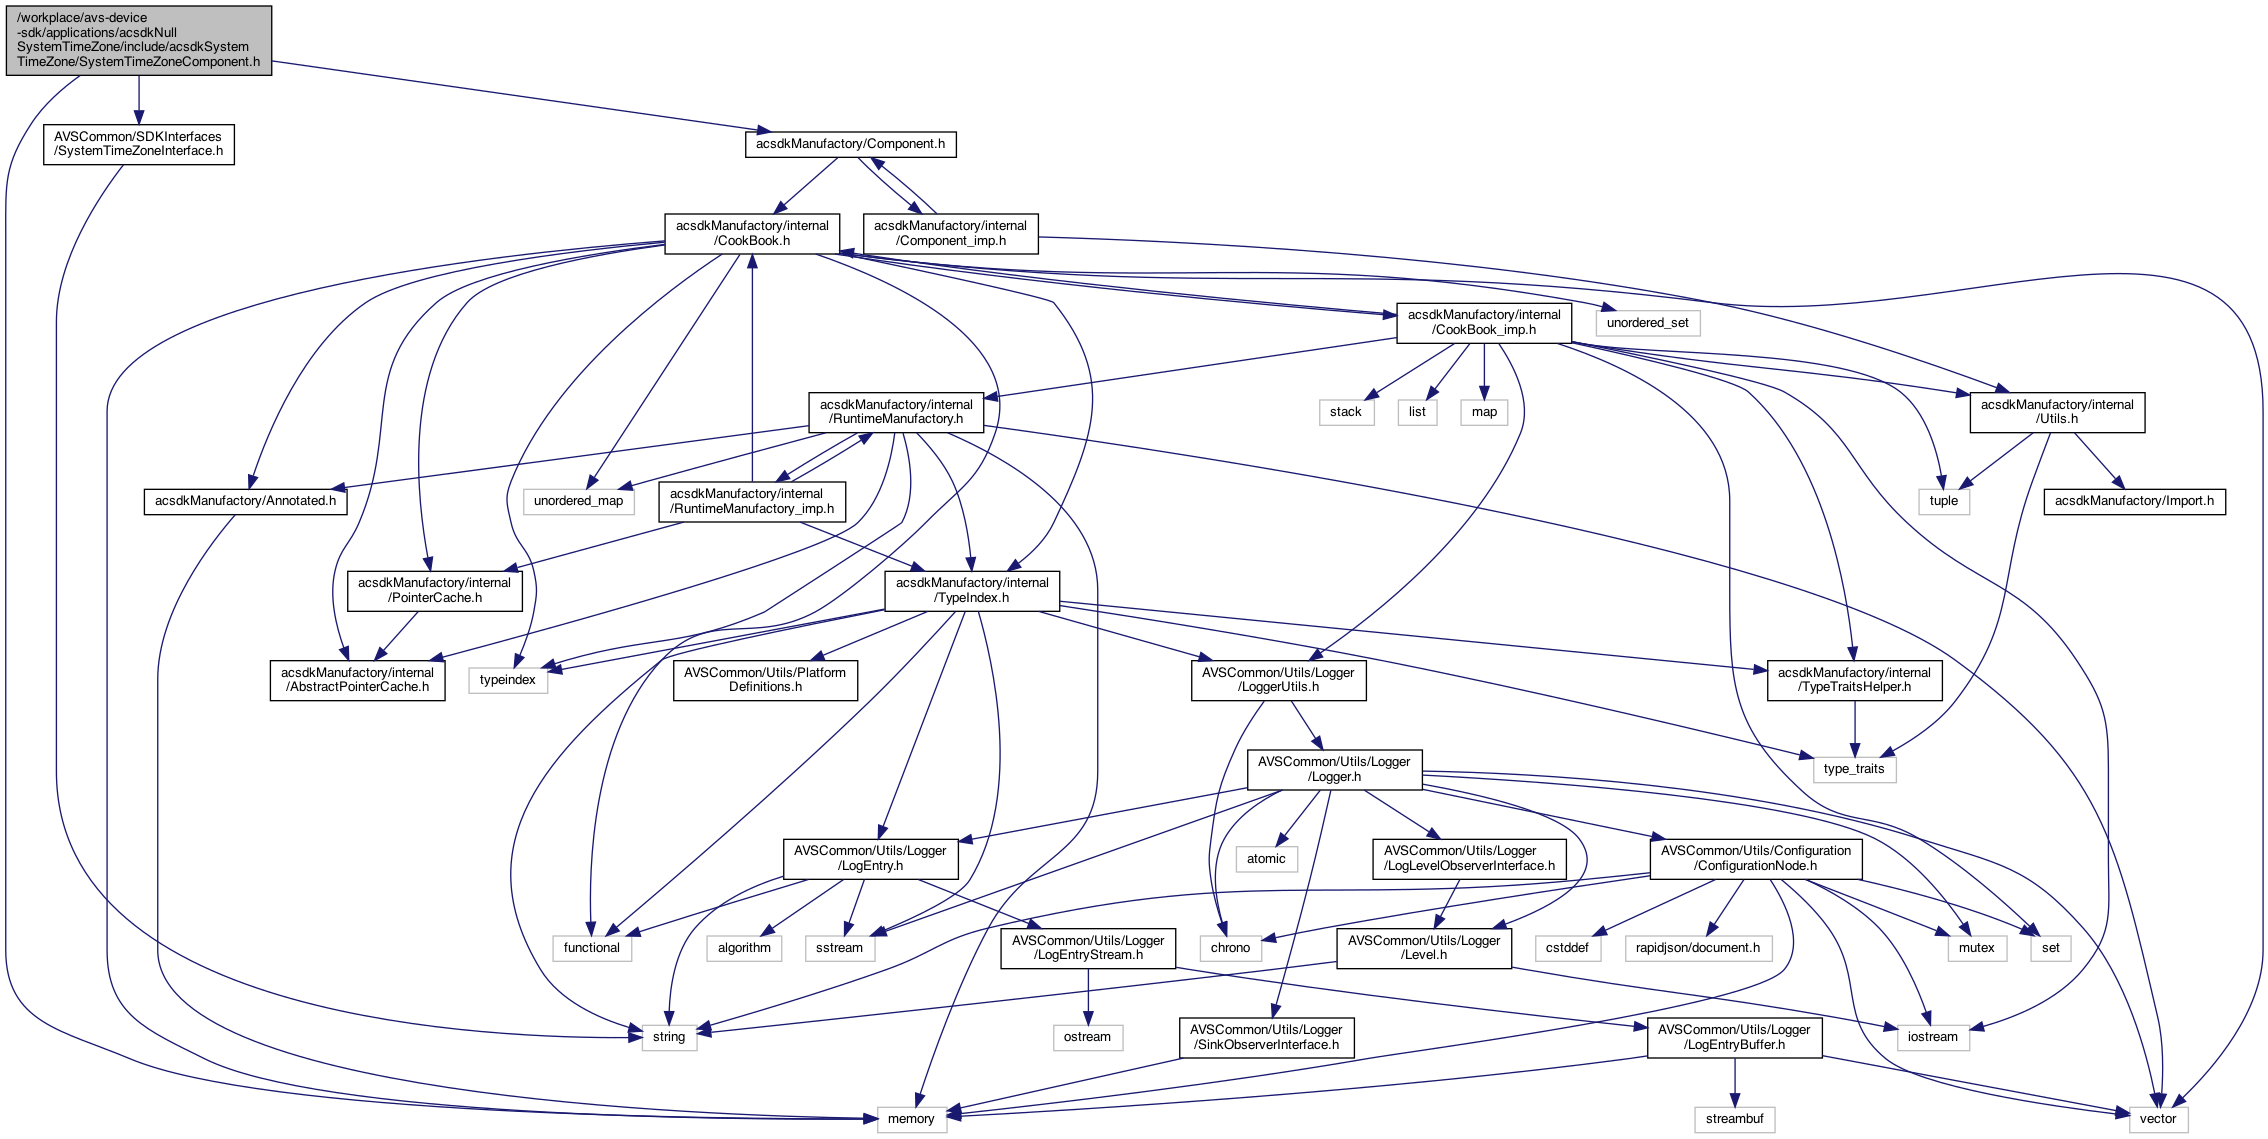 /workplace/avs-device
-sdk/applications/acsdkNull
SystemTimeZone/include/acsdkSystem
TimeZone/SystemTimeZoneComponent.h
AVSCommon/SDKInterfaces
/SystemTimeZoneInterface.h
acsdkManufactory/Component.h
acsdkManufactory/internal
/CookBook.h
acsdkManufactory/internal
/Component_imp.h
acsdkManufactory/internal
/CookBook_imp.h
unordered_set
acsdkManufactory/internal
/RuntimeManufactory.h
stack
list
map
acsdkManufactory/internal
/Utils.h
acsdkManufactory/Annotated.h
unordered_map
acsdkManufactory/internal
/RuntimeManufactory_imp.h
tuple
acsdkManufactory/Import.h
acsdkManufactory/internal
/PointerCache.h
acsdkManufactory/internal
/TypeIndex.h
acsdkManufactory/internal
/AbstractPointerCache.h
typeindex
AVSCommon/Utils/Platform
Definitions.h
AVSCommon/Utils/Logger
/LoggerUtils.h
acsdkManufactory/internal
/TypeTraitsHelper.h
AVSCommon/Utils/Logger
/Logger.h
type_traits
AVSCommon/Utils/Logger
/LogEntry.h
atomic
AVSCommon/Utils/Logger
/LogLevelObserverInterface.h
AVSCommon/Utils/Configuration
/ConfigurationNode.h
functional
algorithm
sstream
AVSCommon/Utils/Logger
/LogEntryStream.h
chrono
AVSCommon/Utils/Logger
/Level.h
cstddef
rapidjson/document.h
mutex
set
string
ostream
AVSCommon/Utils/Logger
/SinkObserverInterface.h
AVSCommon/Utils/Logger
/LogEntryBuffer.h
iostream
memory
streambuf
vector